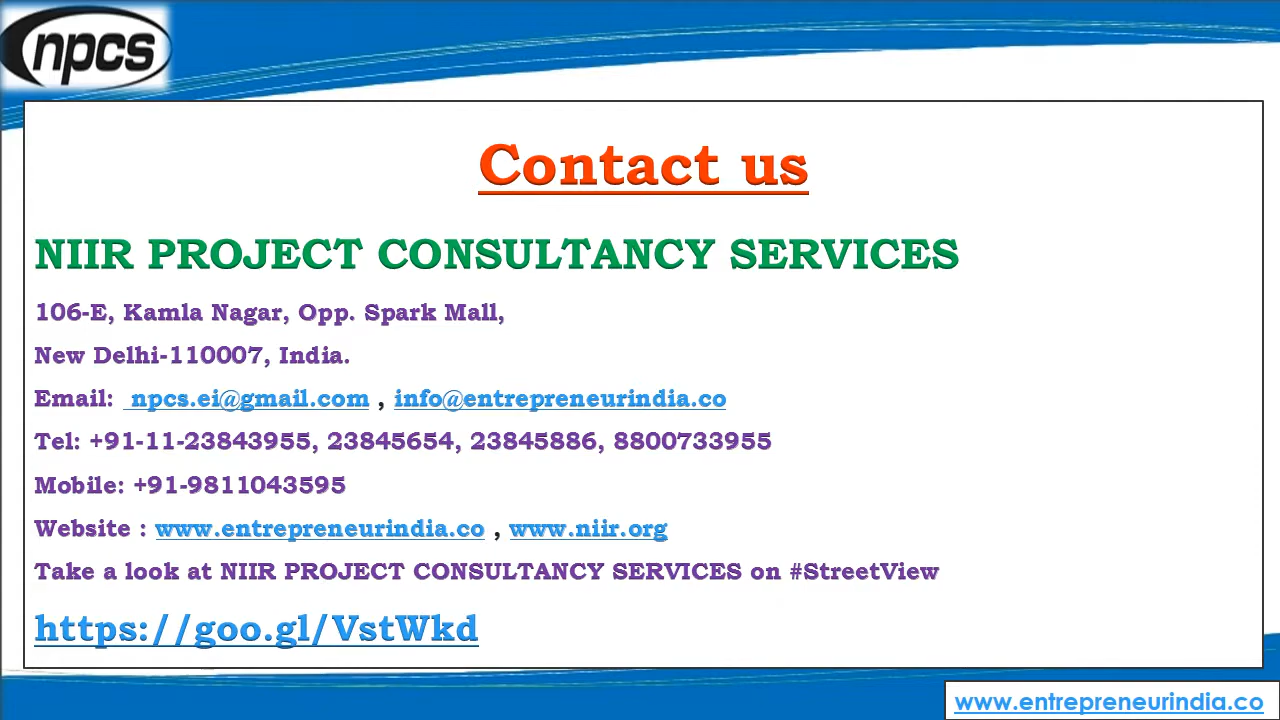 npcs
Contact us
NIIR PROJECT CONSULTANCY SERVICES
106-E, Kamla Nagar, Opp. Spark Mall,
New Delhi-110007, India.
Email:  npcs.ei@gmail.com , info@entrepreneurindia.co
Tel: +91-11-23843955, 23845654, 23845886, 8800733955
Mobile: +91-9811043595
Website : www.entrepreneurindia.co , www.niir.org
Take a look at NIIR PROJECT CONSULTANCY SERVICES on #StreetView
https://goo.gl/VstWkd
www.entrepreneurindia.co